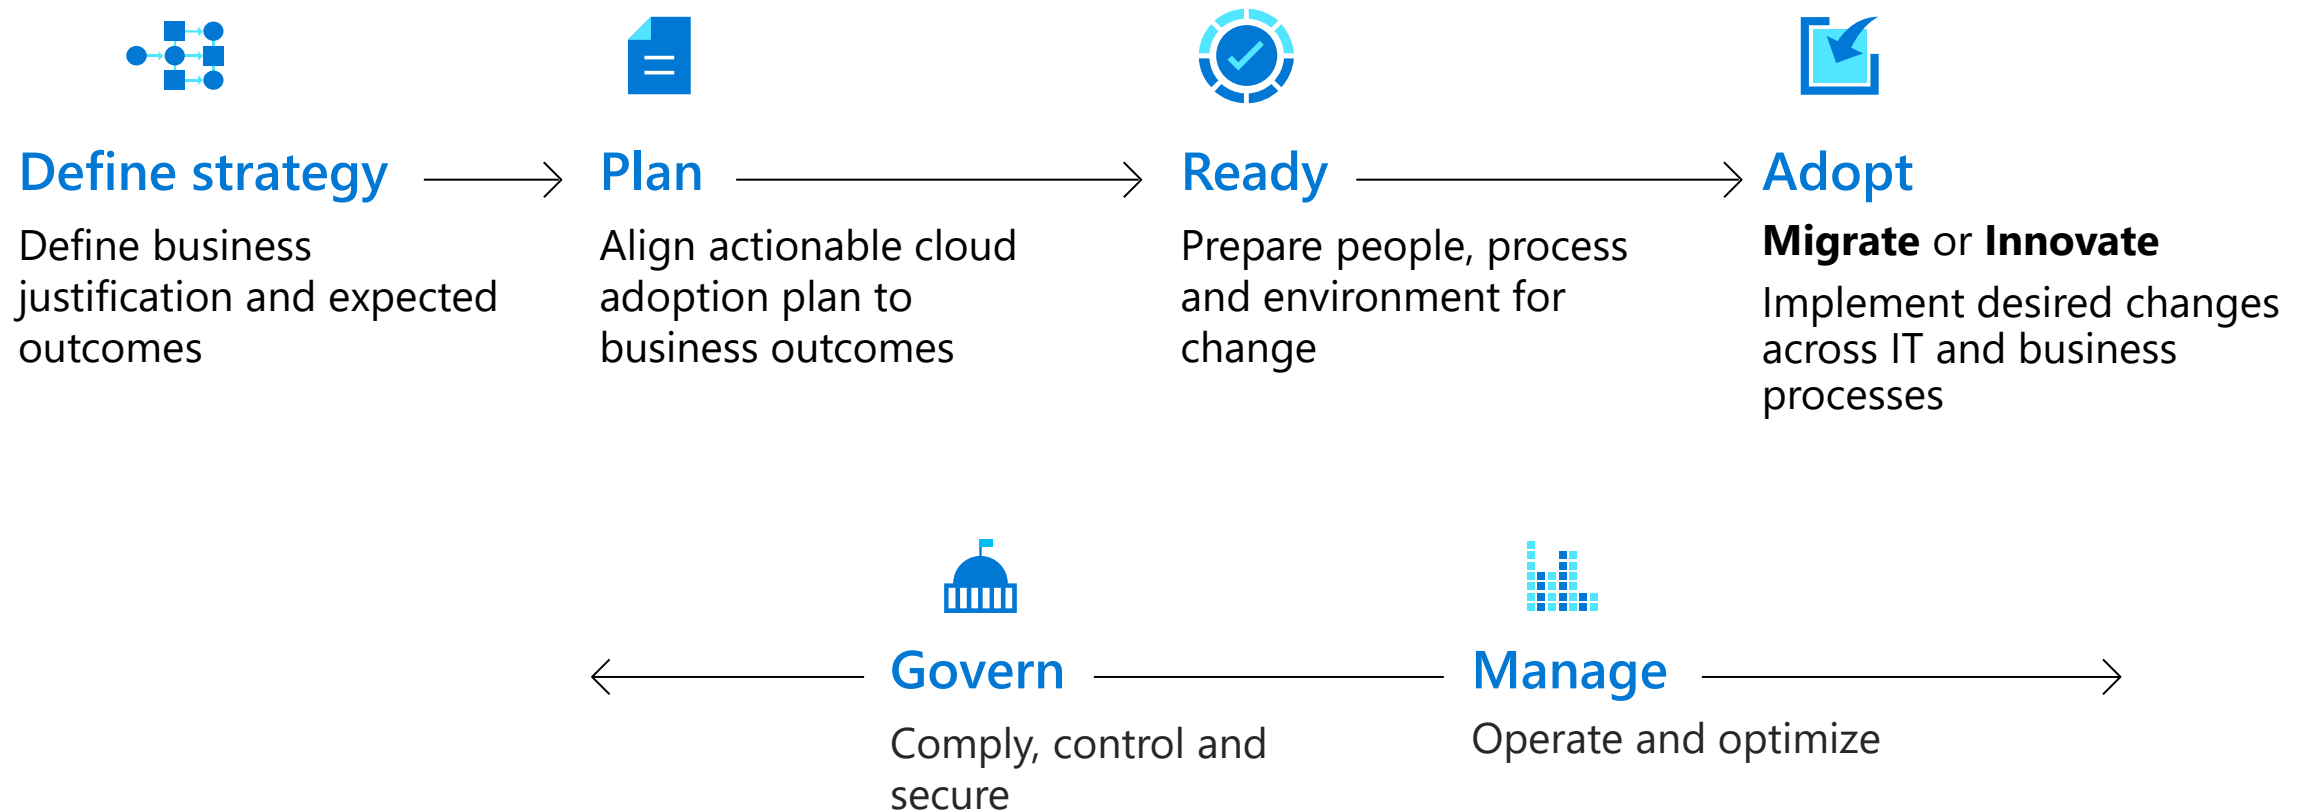 Define strategy
Define business
justification and expected
outcomes
Plan
Align actionable cloud
adoption plan to
business outcomes
Ready
Prepare people, process
and environment for
change
Adopt
Migrate or Innovate
Implement desired changes
across IT and business
processes
Govern
Comply, control and
secure
Manage
Operate and optimize